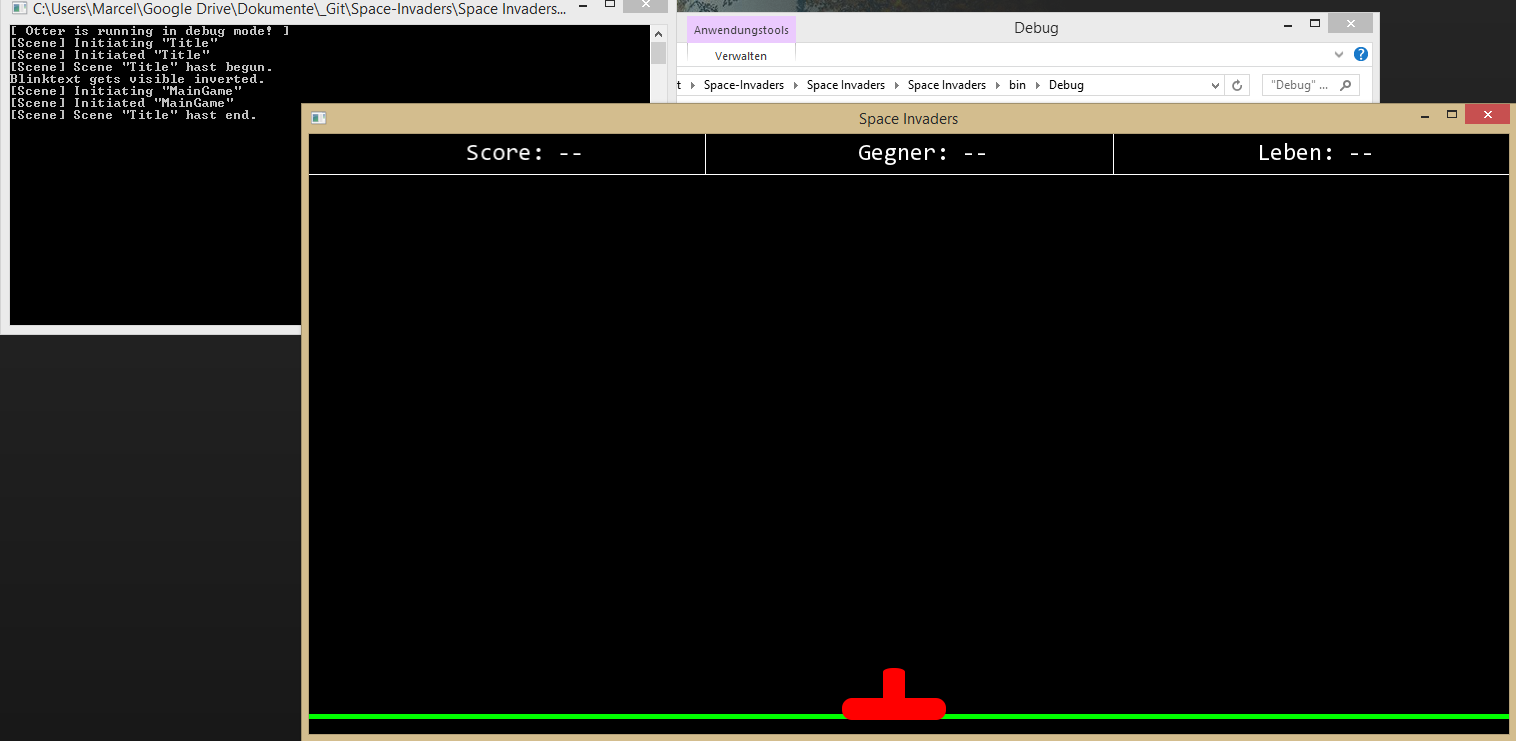 C:\Users\Marcel\Google Drive\Dokumente\_Git\Space-Invaders\Space Invaders...
[ Otter is running in debug mode! ]
[Scene] Initiating "Title"
[Scene] Initiated "Title"
[Scene] Scene "Title" hast begun.
Blinktext gets visible inverted.
[Scene] Initiating "MainGame"
[Scene] Initiated "MainGame"
[Scene] Scene "Title" hast end.
Anwendungstools
Debug
Verwalten
t Space-Invaders Space Invaders Space Invaders bin Debug
"Debug" ...
Space Invaders
Score: -- Gegner: -- Leben: --